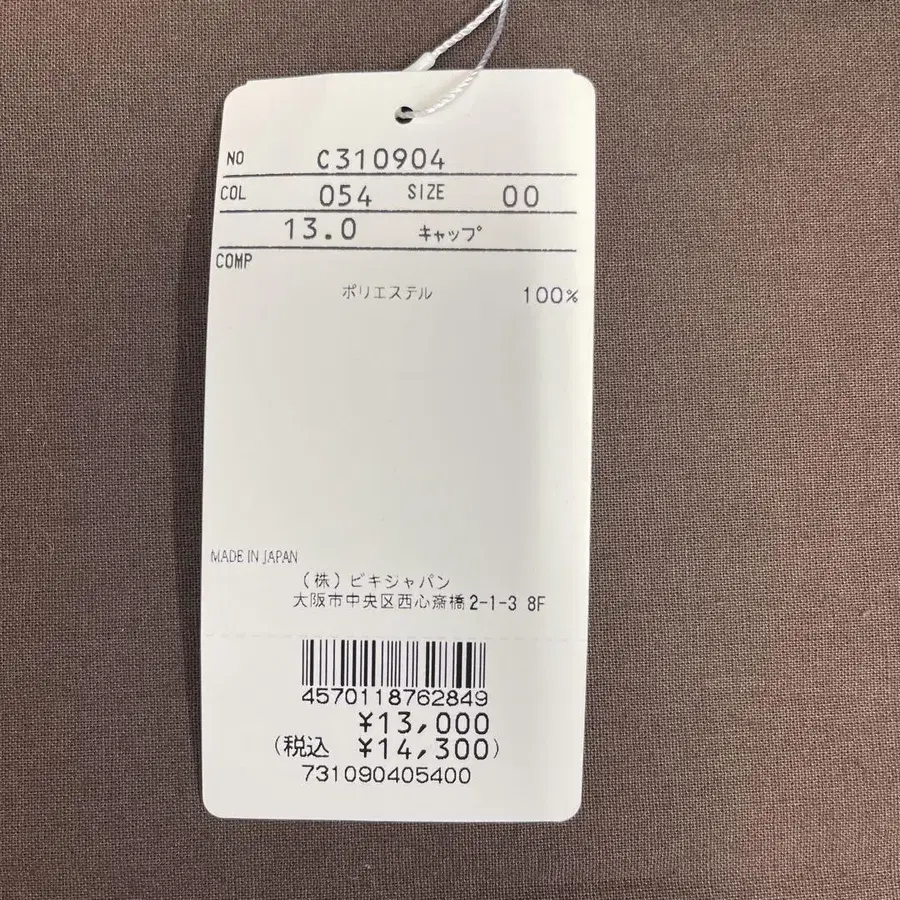 NO C310904
COL 054 SIZE 00
13.0 キャップ
COMP
ポリエステル 100%
MADE IN JAPAN
(株)ビキジャパン
大阪市中央区西心斎橋2-1-3 8F
4570118762849
¥13,000
(税込 ¥14,300)
731090405400